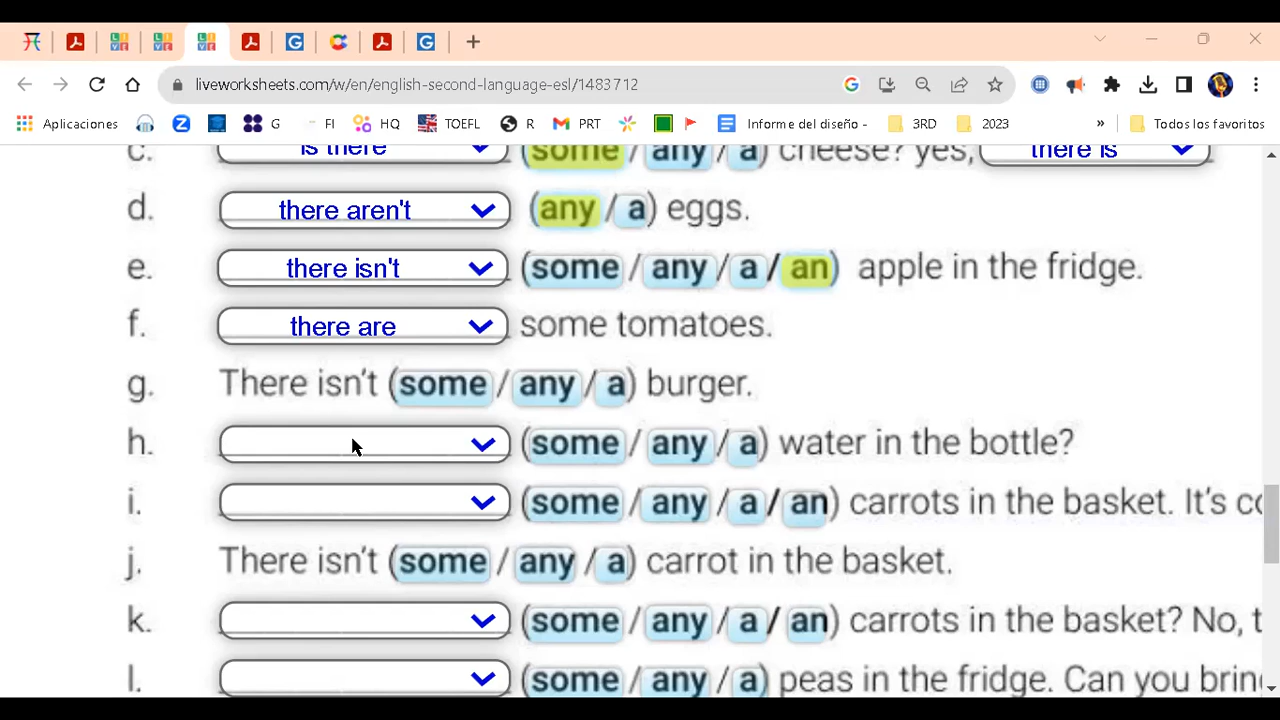 liveworksheets.com/w/en/english-second-language-esl/1483712
Aplicaciones G FI HQ TOEFL R PRT Informe del diseño - 3RD 2023 » Todos los favoritos
c. is there (some / any / a) cheese? yes, there is
d. there aren't (any / a) eggs.
e. there isn't (some / any / a / an) apple in the fridge.
f. there are some tomatoes.
g. There isn't (some / any / a) burger.
h. (some / any / a) water in the bottle?
i. (some / any / a / an) carrots in the basket. It's
j. There isn't (some / any / a) carrot in the basket.
k. (some / any / a / an) carrots in the basket? No,
l. (some / any / a) peas in the fridge. Can you